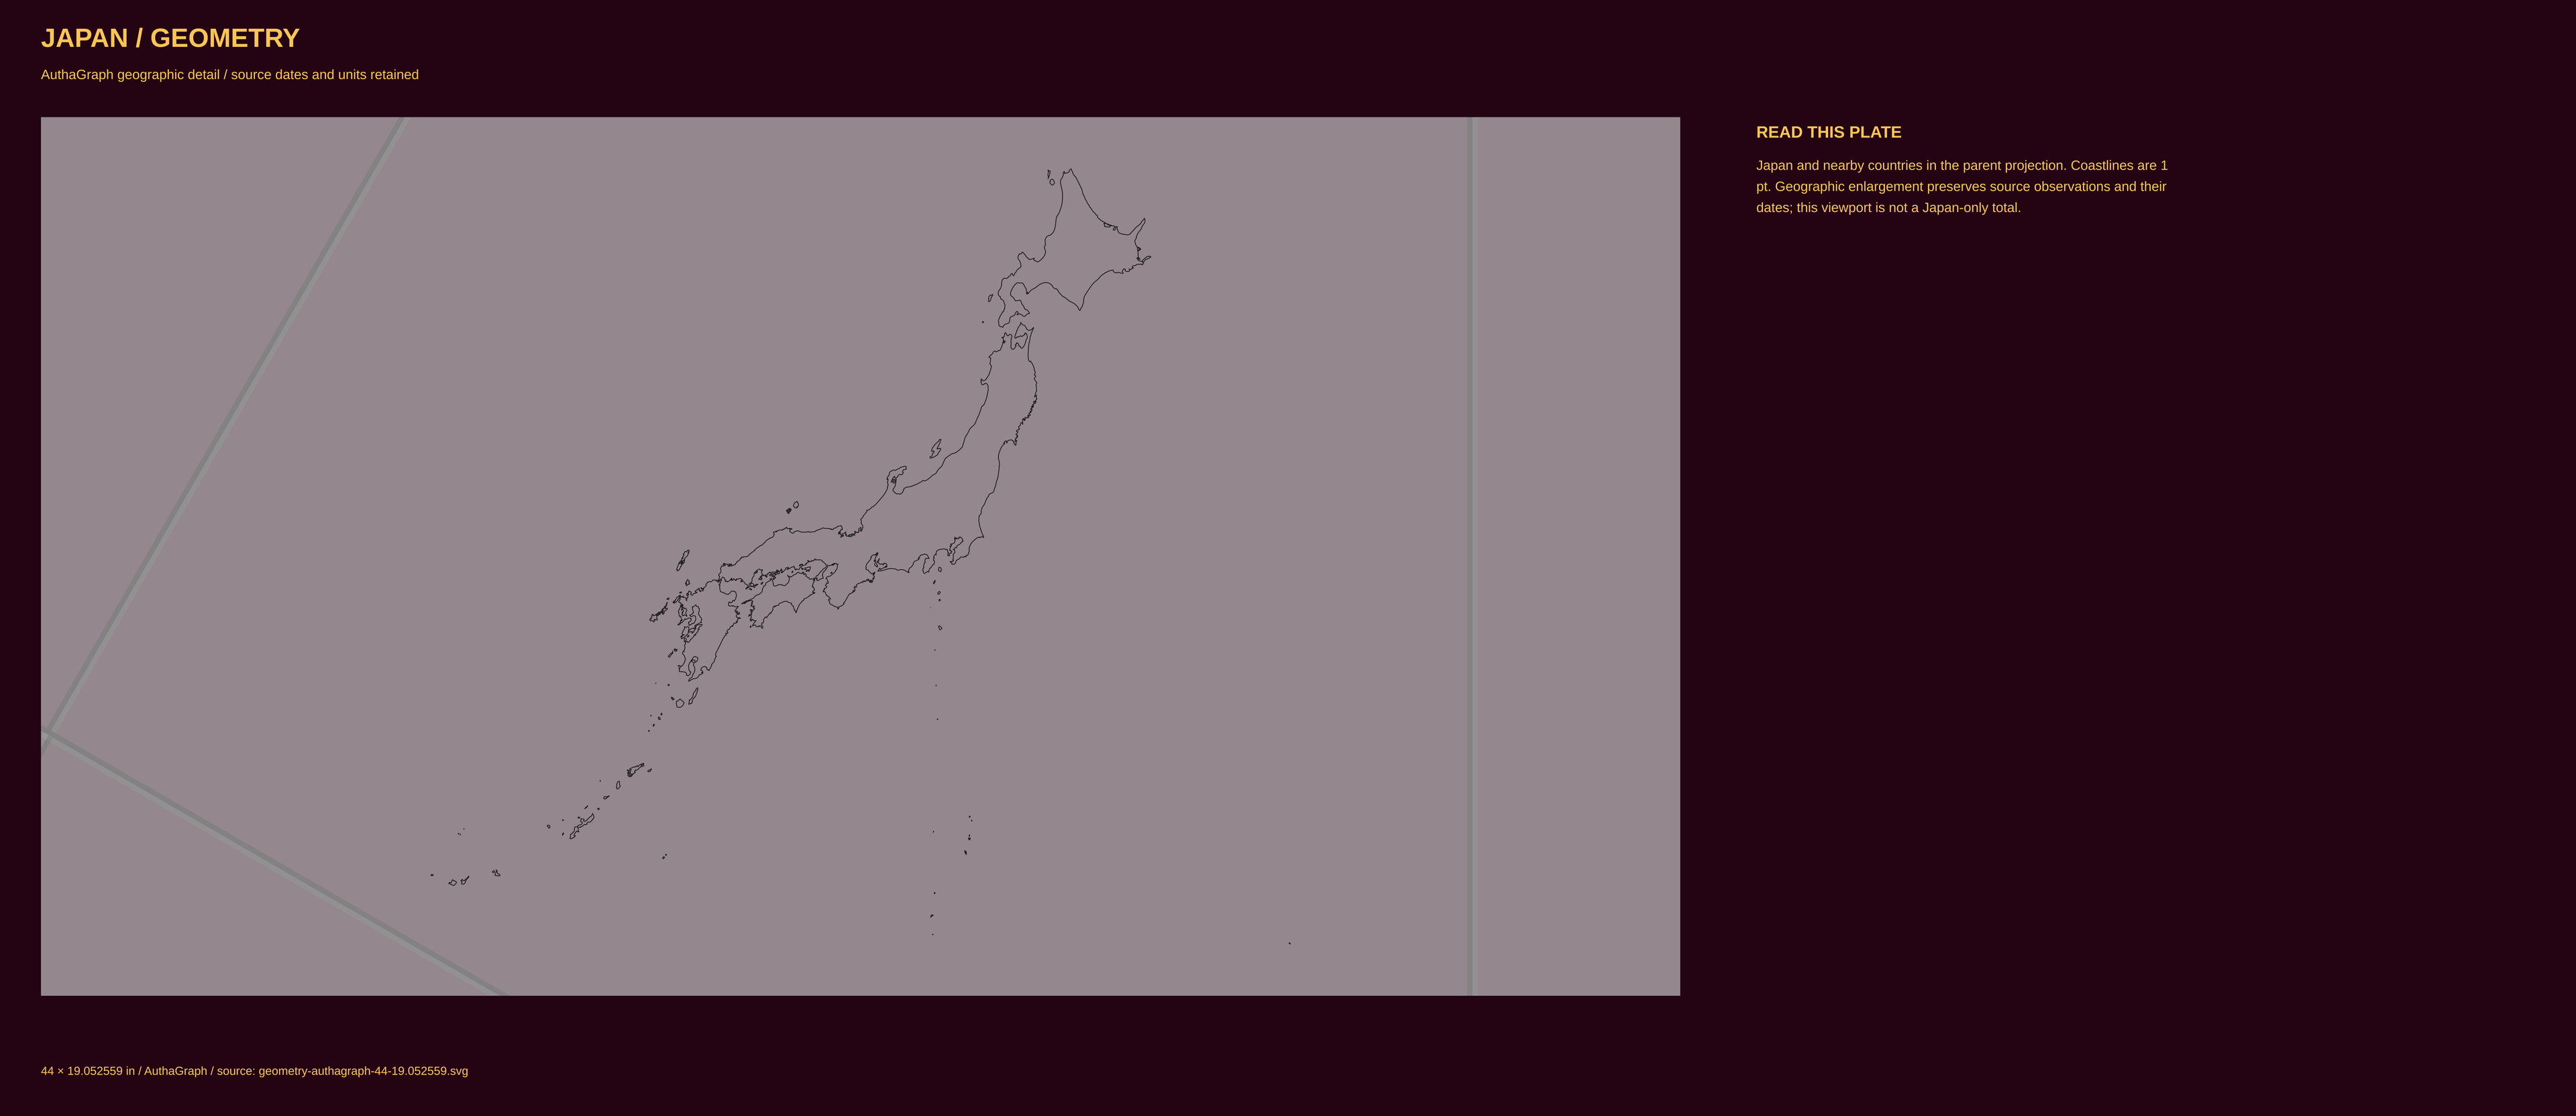 JAPAN / GEOMETRY
AuthaGraph geographic detail / source dates and units retained
READ THIS PLATE
Japan and nearby countries in the parent projection. Coastlines are 1
pt. Geographic enlargement preserves source observations and their
dates; this viewport is not a Japan-only total.
44 × 19.052559 in / AuthaGraph / source: geometry-authagraph-44-19.052559.svg